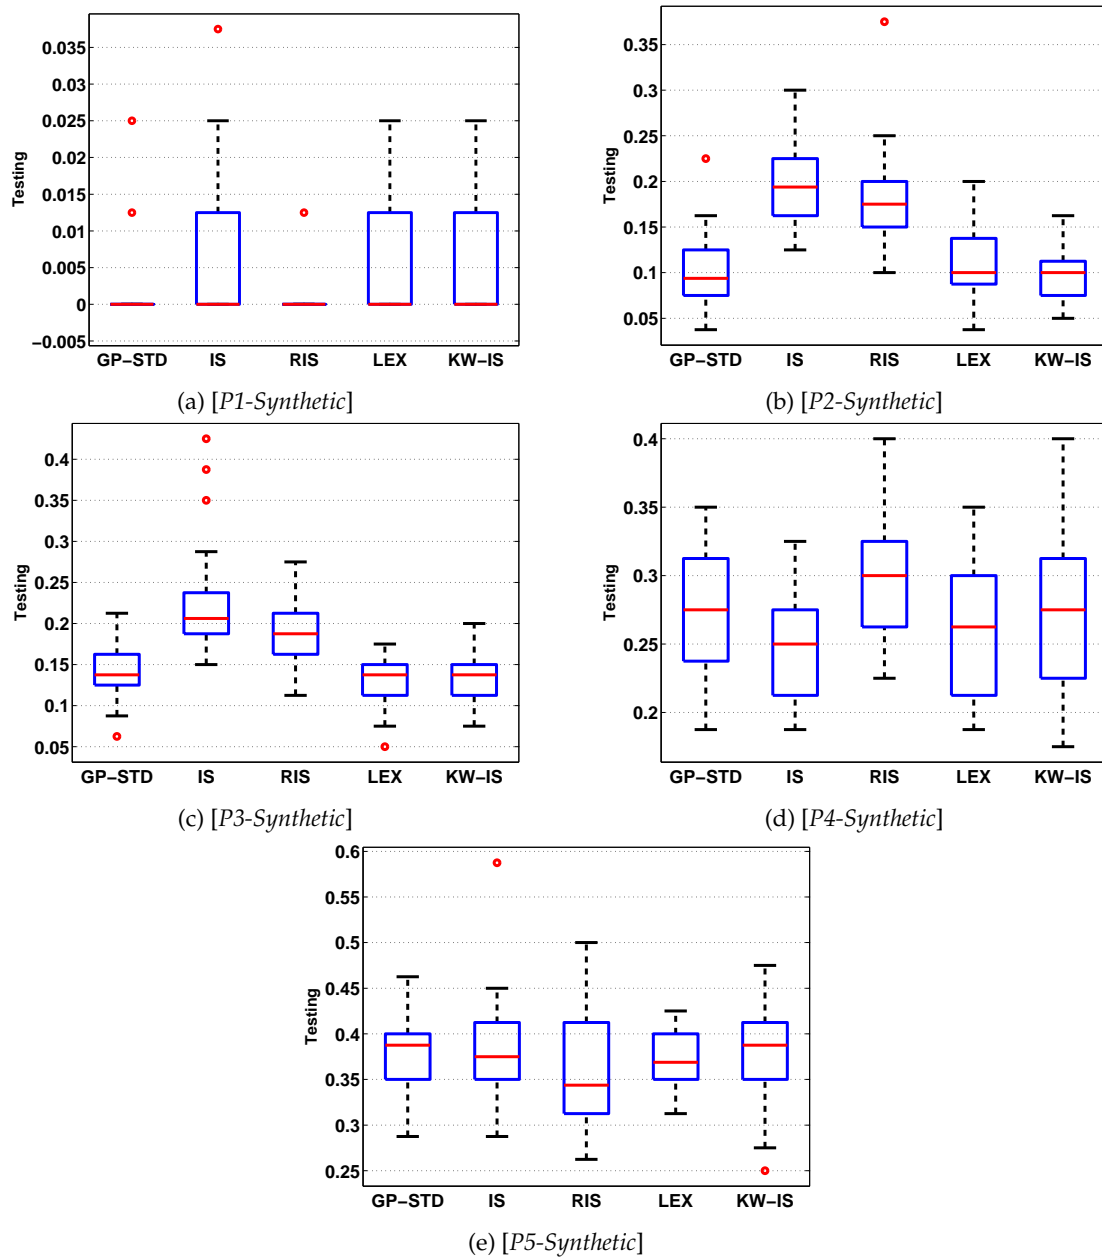 0.035
0.03
0.025
0.02
0.015
0.01
0.005
0
−0.005
Testing
GP−STD IS RIS LEX KW−IS
(a) [P1-Synthetic]
0.35
0.3
0.25
0.2
0.15
0.1
0.05
Testing
GP−STD IS RIS LEX KW−IS
(b) [P2-Synthetic]
0.4
0.35
0.3
0.25
0.2
0.15
0.1
0.05
Testing
GP−STD IS RIS LEX KW−IS
(c) [P3-Synthetic]
0.4
0.35
0.3
0.25
0.2
Testing
GP−STD IS RIS LEX KW−IS
(d) [P4-Synthetic]
0.6
0.55
0.5
0.45
0.4
0.35
0.3
0.25
Testing
GP−STD IS RIS LEX KW−IS
(e) [P5-Synthetic]